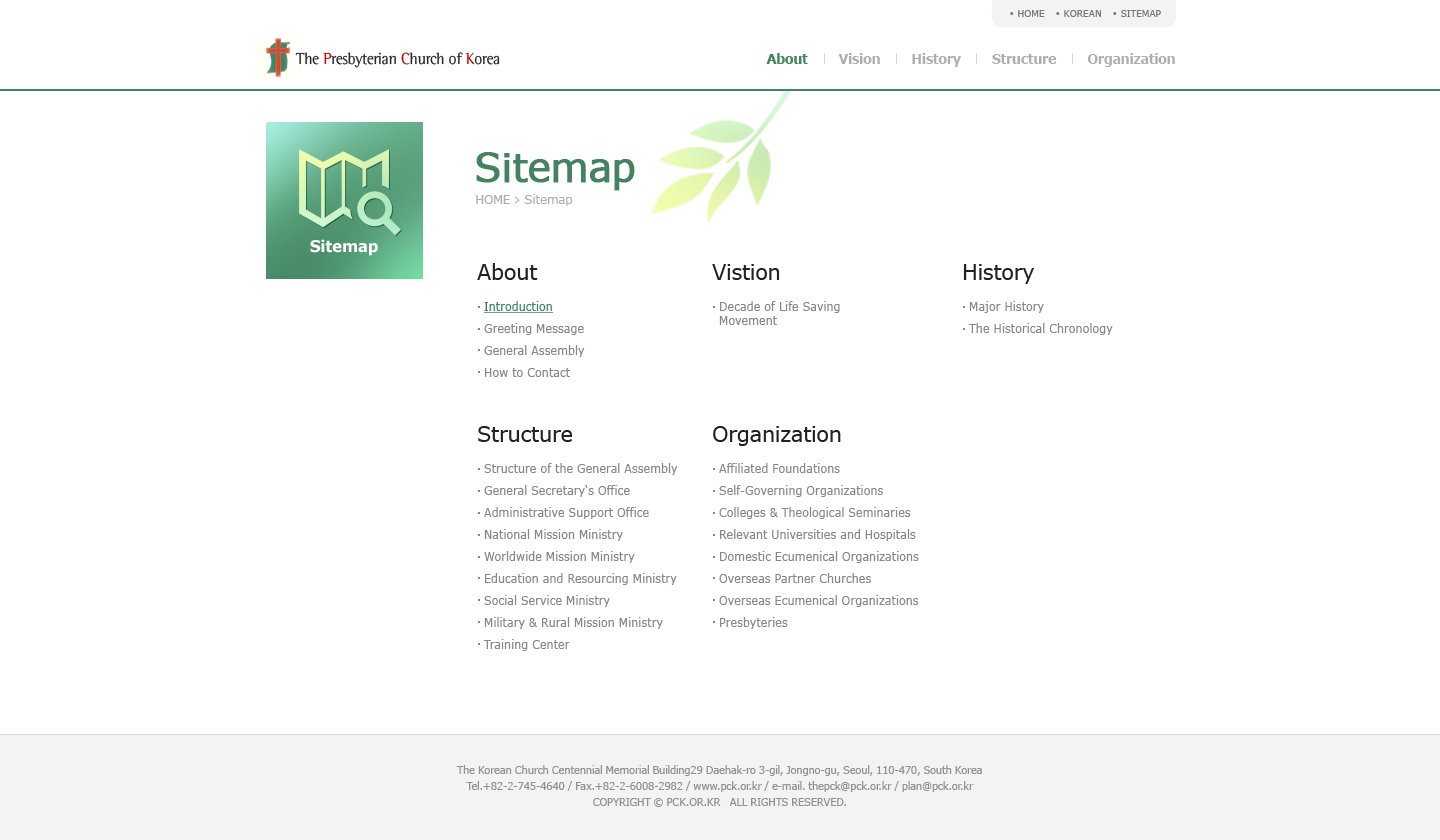 • HOME • KOREAN • SITEMAP
The Presbyterian Church of Korea
About Vision History Structure Organization
Sitemap
Sitemap
HOME > Sitemap
About
· Introduction
· Greeting Message
· General Assembly
· How to Contact
Vistion
· Decade of Life Saving
Movement
History
· Major History
· The Historical Chronology
Structure
· Structure of the General Assembly
· General Secretary`s Office
· Administrative Support Office
· National Mission Ministry
· Worldwide Mission Ministry
· Education and Resourcing Ministry
· Social Service Ministry
· Military & Rural Mission Ministry
· Training Center
Organization
· Affiliated Foundations
· Self-Governing Organizations
· Colleges & Theological Seminaries
· Relevant Universities and Hospitals
· Domestic Ecumenical Organizations
· Overseas Partner Churches
· Overseas Ecumenical Organizations
· Presbyteries
The Korean Church Centennial Memorial Building29 Daehak-ro 3-gil, Jongno-gu, Seoul, 110-470, South Korea
Tel.+82-2-745-4640 / Fax.+82-2-6008-2982 / www.pck.or.kr / e-mail. thepck@pck.or.kr / plan@pck.or.kr
COPYRIGHT © PCK.OR.KR ALL RIGHTS RESERVED.